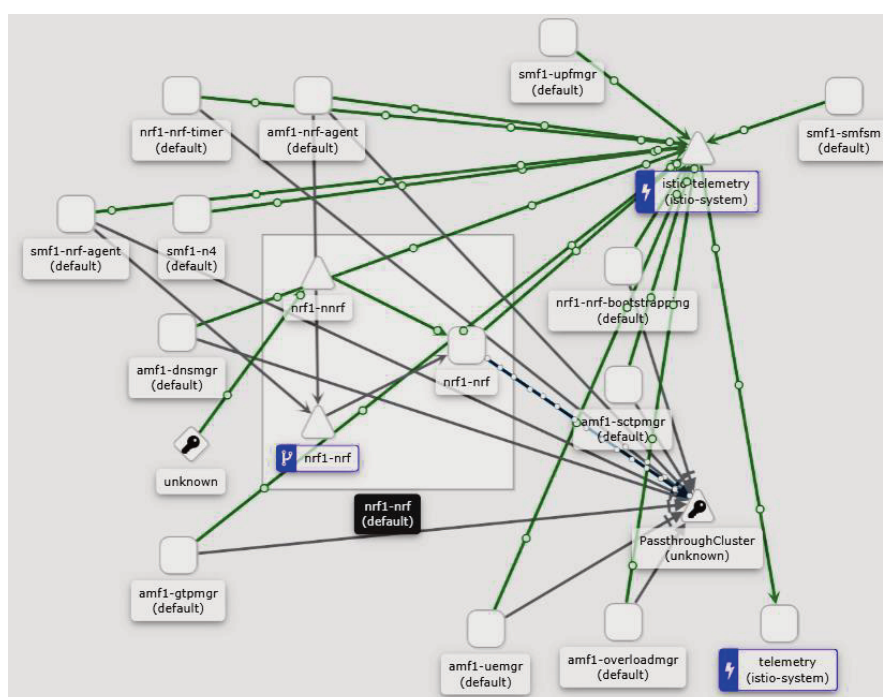 smf1-upfmgr
(default)
nrf1-nrf-timer
(default)
amf1-nrf-agent
(default)
smf1-smfsm
(default)
istio-telemetry
(istio-system)
smf1-nrf-agent
(default)
smf1-n4
(default)
nrf1-nnrf
nrf1-nrf-bootstrapping
(default)
amf1-dnsmgr
(default)
nrf1-nrf
amf1-sctpmgr
(default)
nrf1-nrf
unknown
nrf1-nrf
(default)
PassthroughCluster
(unknown)
amf1-gtpmgr
(default)
amf1-uemgr
(default)
amf1-overloadmgr
(default)
telemetry
(istio-system)